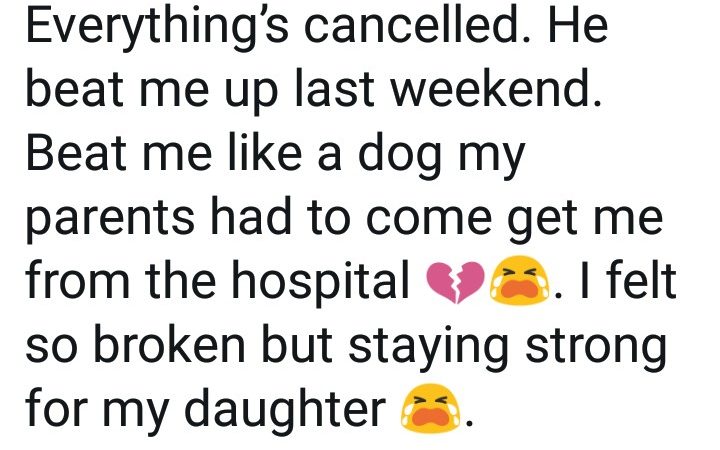 Everything’s cancelled. He
beat me up last weekend.
Beat me like a dog my
parents had to come get me
from the hospital 💔😭. I felt
so broken but staying strong
for my daughter 😭.